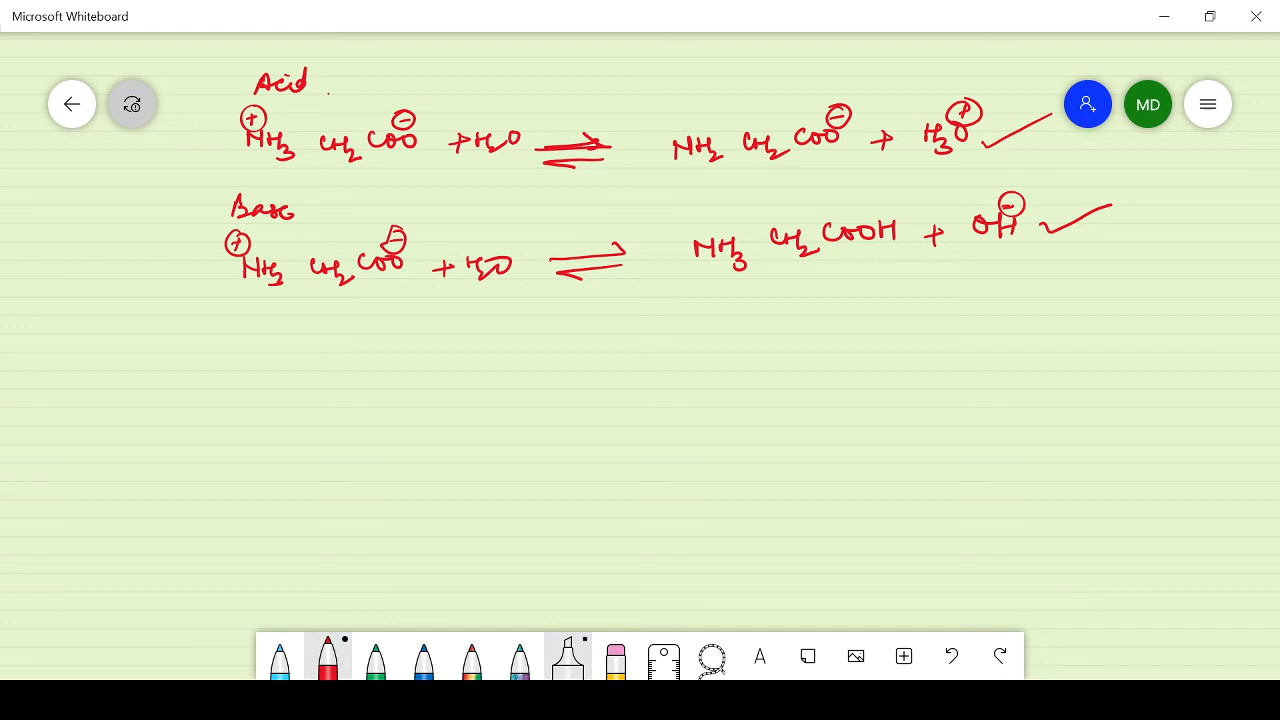 Microsoft Whiteboard
MD
Acid
⊕NH₃ CH₂ COO⊖ + H₂O ⇌ NH₂ CH₂ COO⊖ + H₃O⊕ ✓
Base
⊕NH₃ CH₂ COO⊖ + H₂O ⇌ NH₃ CH₂ COOH + OH⊖ ✓
A